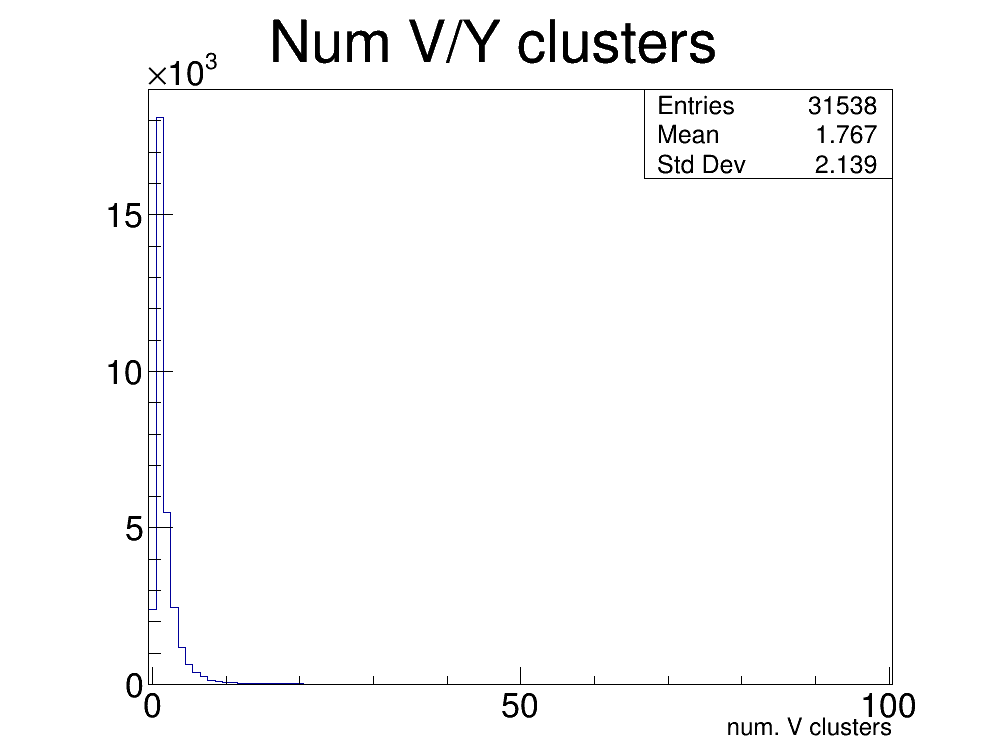 Num V/Y clusters
×10³
Entries 31538
Mean 1.767
Std Dev 2.139
15
10
5
0
0 50 100
num. V clusters